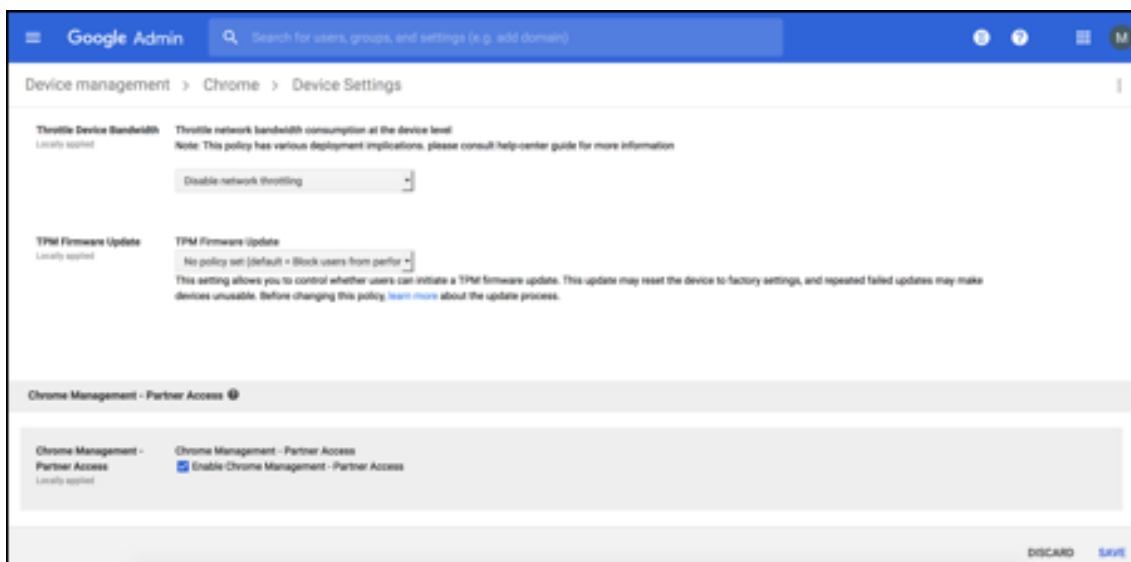 Google Admin
Search for users, groups, and settings (e.g. add domain)
M
Device management > Chrome > Device Settings
Throttle Device Bandwidth
Locally applied
Throttle network bandwidth consumption at the device level
Note: This policy has various deployment implications. please consult help-center guide for more information
Disable network throttling
TPM Firmware Update
Locally applied
TPM Firmware Update
No policy set (default = Block users from perfor
This setting allows you to control whether users can initiate a TPM firmware update. This update may reset the device to factory settings, and repeated failed updates may make
devices unusable. Before changing this policy, learn more about the update process.
Chrome Management - Partner Access
Chrome Management -
Partner Access
Locally applied
Chrome Management - Partner Access
Enable Chrome Management - Partner Access
DISCARD
SAVE